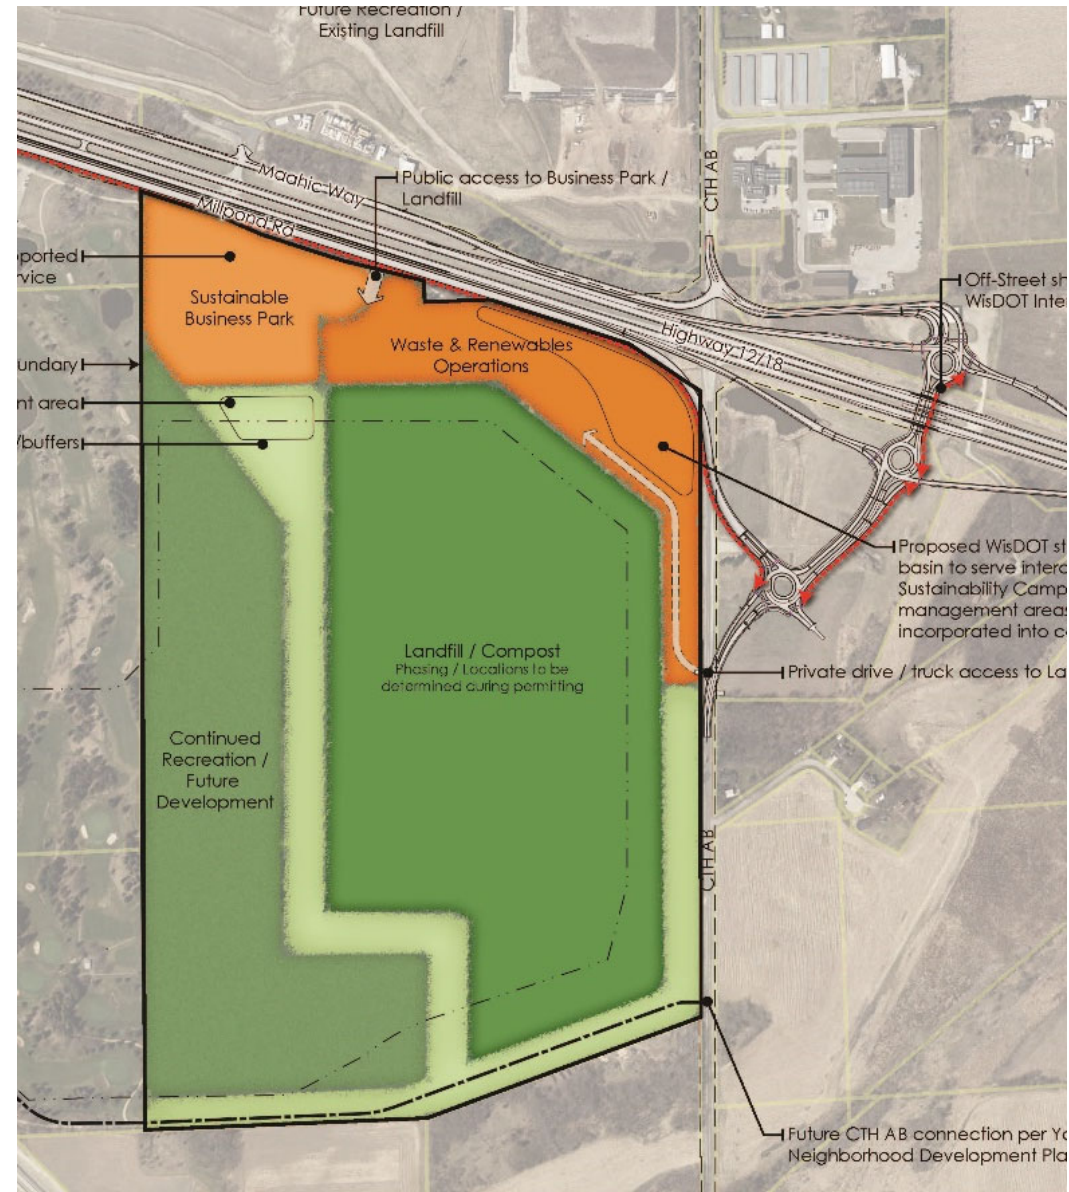 Future Recreation /
Existing Landfill
Maahic Way
Millpond Rd
Public access to Business Park /
Landfill
CTH AB
ported
rvice
Sustainable
Business Park
Waste & Renewables
Operations
Highway 12/18
Off-Street sh
WisDOT Inte
undary
nt area
/buffers
Proposed WisDOT st
basin to serve interc
Sustainability Camp
management areas
incorporated into c
Landfill / Compost
Phasing / Locations to be
determined during permitting
Private drive / truck access to La
Continued
Recreation /
Future
Development
CTH AB
Future CTH AB connection per Y
Neighborhood Development Pla